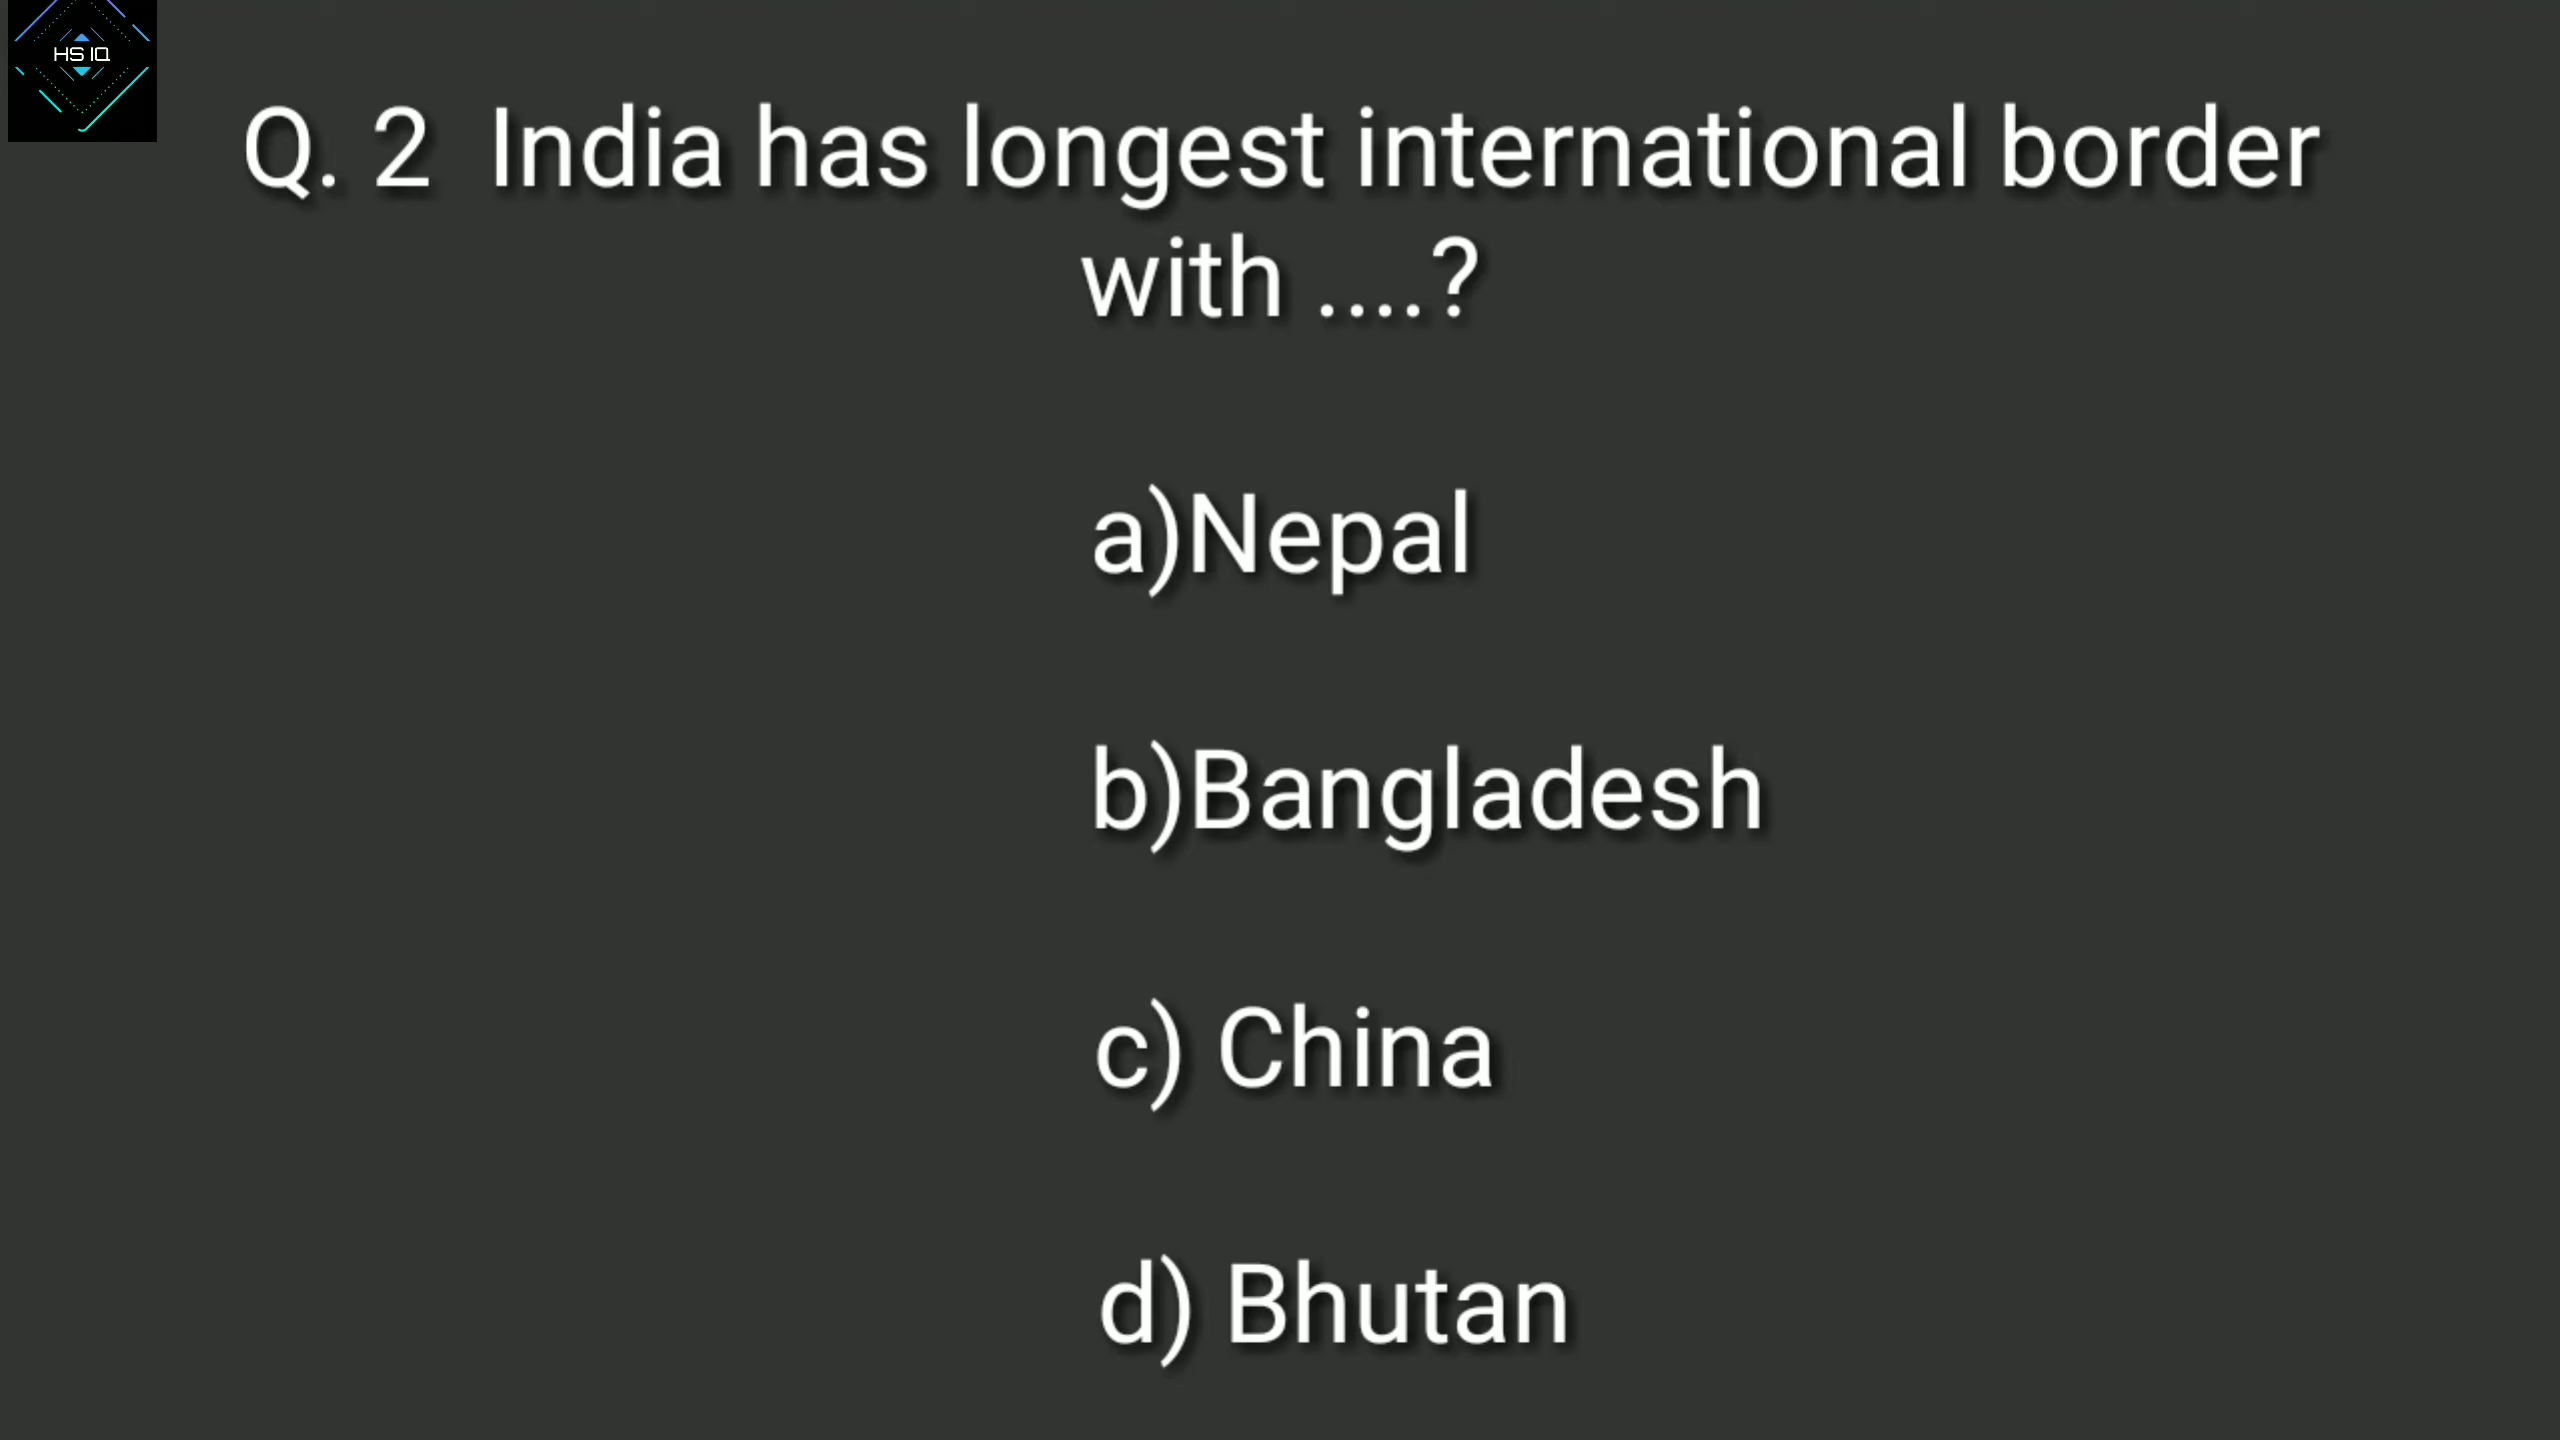 HS IQ
Q. 2 India has longest international border
with ....?
a)Nepal
b)Bangladesh
c) China
d) Bhutan